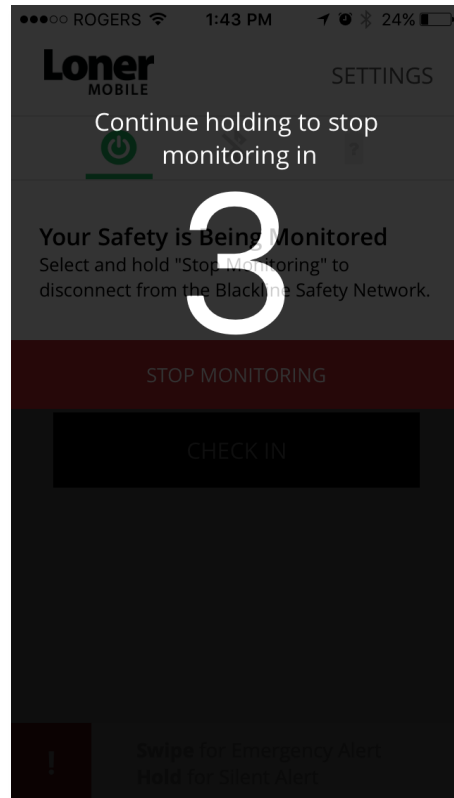 ROGERS 1:43 PM 24%
Loner
MOBILE
SETTINGS
Continue holding to stop
monitoring in
?
3
Your Safety is Being Monitored
Select and hold "Stop Monitoring" to
disconnect from the Blackline Safety Network.
STOP MONITORING
CHECK IN
!
Swipe for Emergency Alert
Hold for Silent Alert